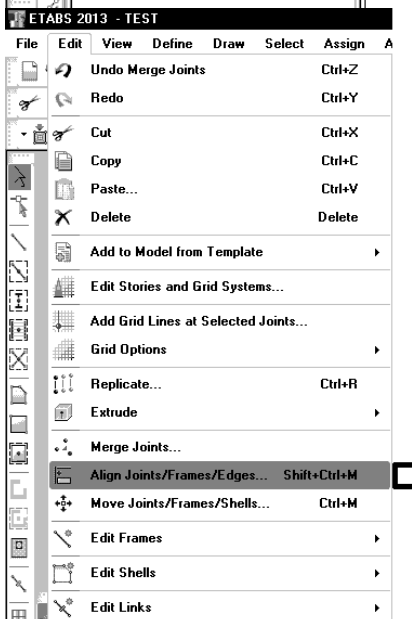 ETABS 2013 - TEST
File Edit View Define Draw Select Assign A
Undo Merge Joints Ctrl+Z
Redo Ctrl+Y
Cut Ctrl+X
Copy Ctrl+C
Paste... Ctrl+V
Delete Delete
Add to Model from Template
Edit Stories and Grid Systems...
Add Grid Lines at Selected Joints...
Grid Options
Replicate... Ctrl+R
Extrude
Merge Joints...
Align Joints/Frames/Edges... Shift+Ctrl+M
Move Joints/Frames/Shells... Ctrl+M
Edit Frames
Edit Shells
Edit Links